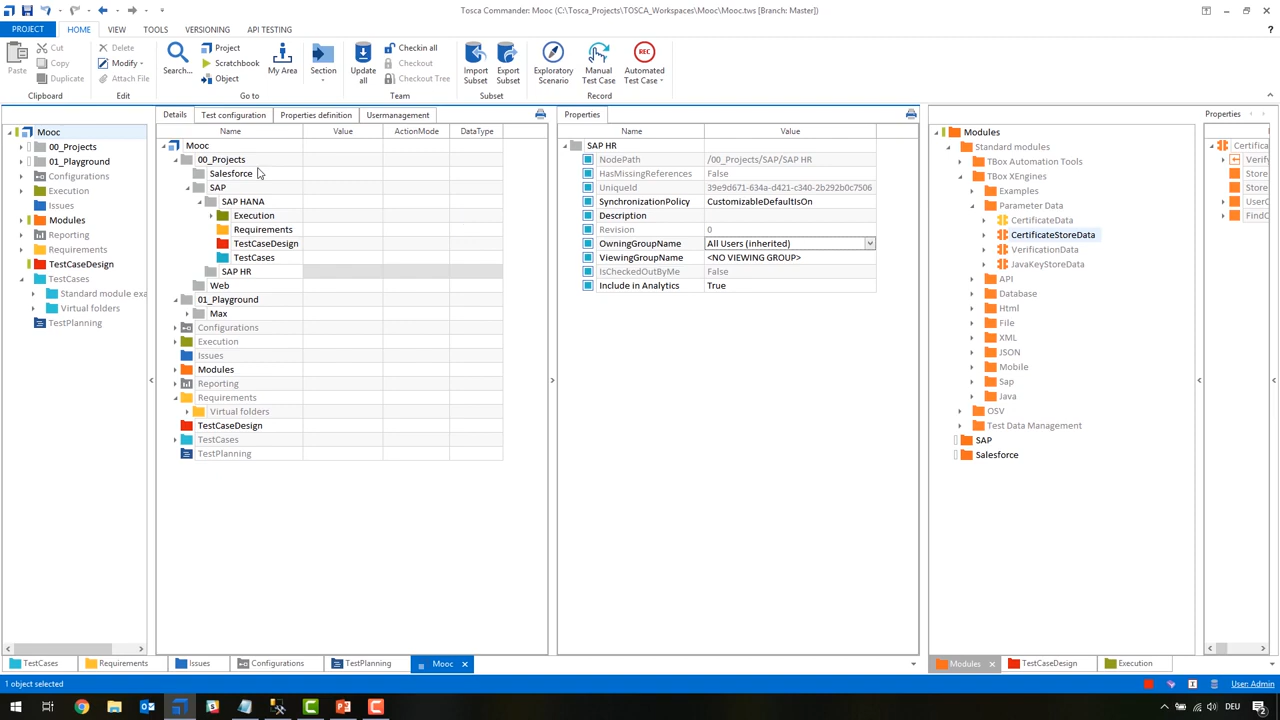 Tosca Commander: Mooc (C:\Tosca_Projects\TOSCA_Workspaces\Mooc\Mooc.tws [Branch: Master])
PROJECT HOME VIEW TOOLS VERSIONING API TESTING ?
Paste
Cut
Copy
Duplicate
Clipboard
Delete
Modify
Attach File
Edit
Search...
Project
Scratchbook
Object
My Area
Section
Go to
Update all
Checkin all
Checkout
Checkout Tree
Team
Import Subset
Export Subset
Subset
Exploratory Scenario
Manual Test Case
REC
Automated Test Case
Record
Mooc
00_Projects
01_Playground
Configurations
Execution
Issues
Modules
Reporting
Requirements
TestCaseDesign
TestCases
Standard module exa
Virtual folders
TestPlanning
Details Test configuration Properties definition Usermanagement
Name Value ActionMode DataType
Mooc
00_Projects
Salesforce
SAP
SAP HANA
Execution
Requirements
TestCaseDesign
TestCases
SAP HR
Web
01_Playground
Max
Configurations
Execution
Issues
Modules
Reporting
Requirements
Virtual folders
TestCaseDesign
TestCases
TestPlanning
Properties
Name Value
SAP HR
NodePath /00_Projects/SAP/SAP HR
HasMissingReferences False
UniqueId 39e9d671-634a-d421-c340-2b292b0c7506
SynchronizationPolicy CustomizableDefaultIsOn
Description
Revision 0
OwningGroupName All Users (inherited)
ViewingGroupName <NO VIEWING GROUP>
IsCheckedOutByMe False
Include in Analytics True
Modules
Standard modules
TBox Automation Tools
TBox XEngines
Examples
Parameter Data
CertificateData
CertificateStoreData
VerificationData
JavaKeyStoreData
API
Database
Html
File
XML
JSON
Mobile
Sap
Java
OSV
Test Data Management
SAP
Salesforce
Properties
Certifica
Verify
Store
Store
UserC
FindC
TestCases Requirements Issues Configurations TestPlanning Mooc
Modules TestCaseDesign Execution
1 object selected
User: Admin
DEU
2